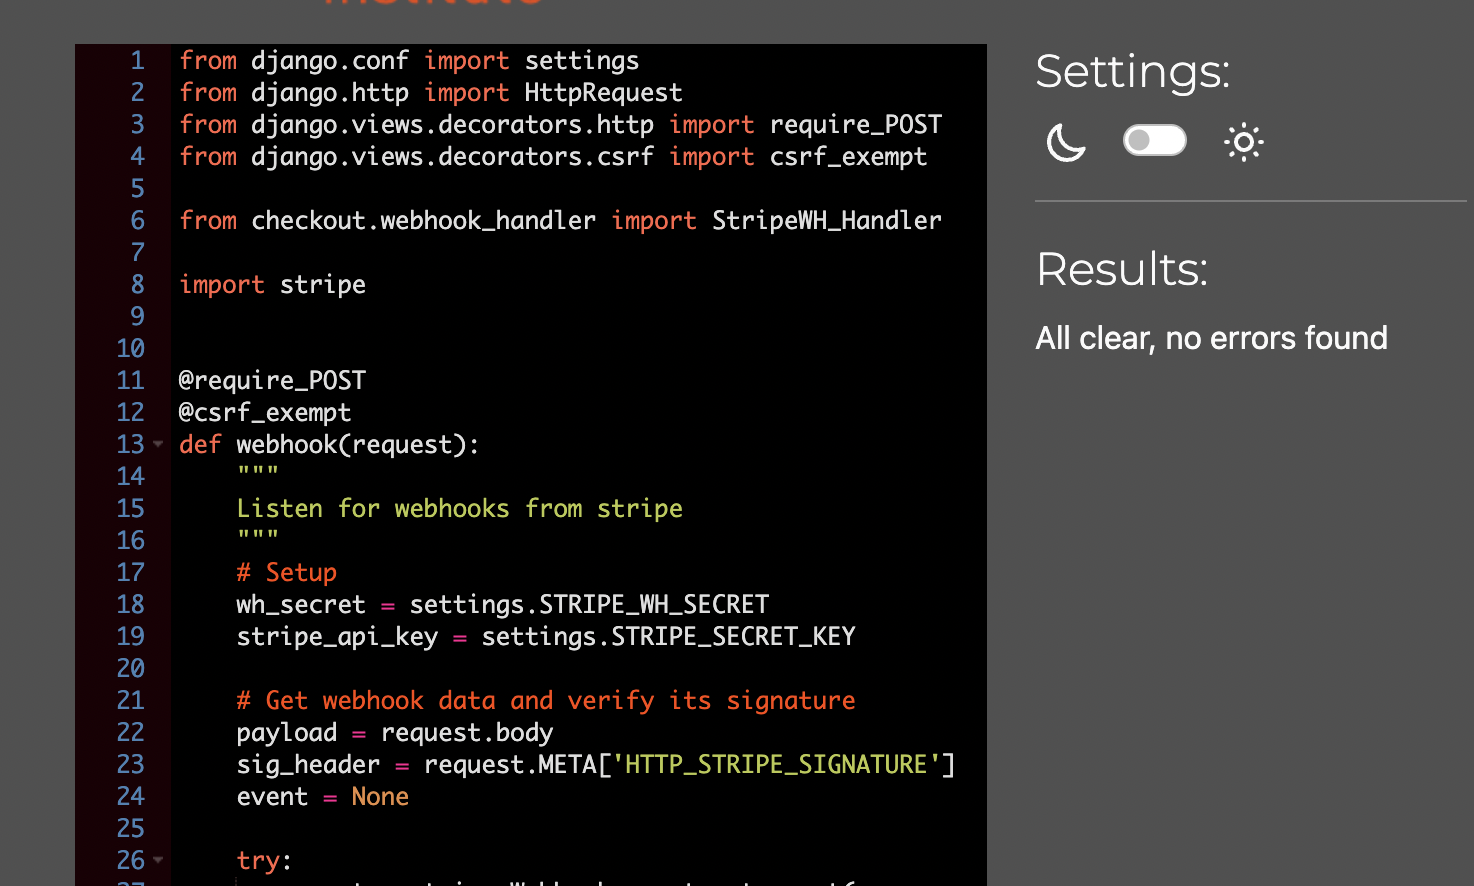 from django.conf import settings
from django.http import HttpRequest
from django.views.decorators.http import require_POST
from django.views.decorators.csrf import csrf_exempt
from checkout.webhook_handler import StripeWH_Handler
import stripe
@require_POST
@csrf_exempt
def webhook(request):
"""
Listen for webhooks from stripe
"""
# Setup
wh_secret = settings.STRIPE_WH_SECRET
stripe_api_key = settings.STRIPE_SECRET_KEY
# Get webhook data and verify its signature
payload = request.body
sig_header = request.META['HTTP_STRIPE_SIGNATURE']
event = None
try:
1
2
3
4
5
6
7
8
9
10
11
12
13
14
15
16
17
18
19
20
21
22
23
24
25
26
Settings:
Results:
All clear, no errors found